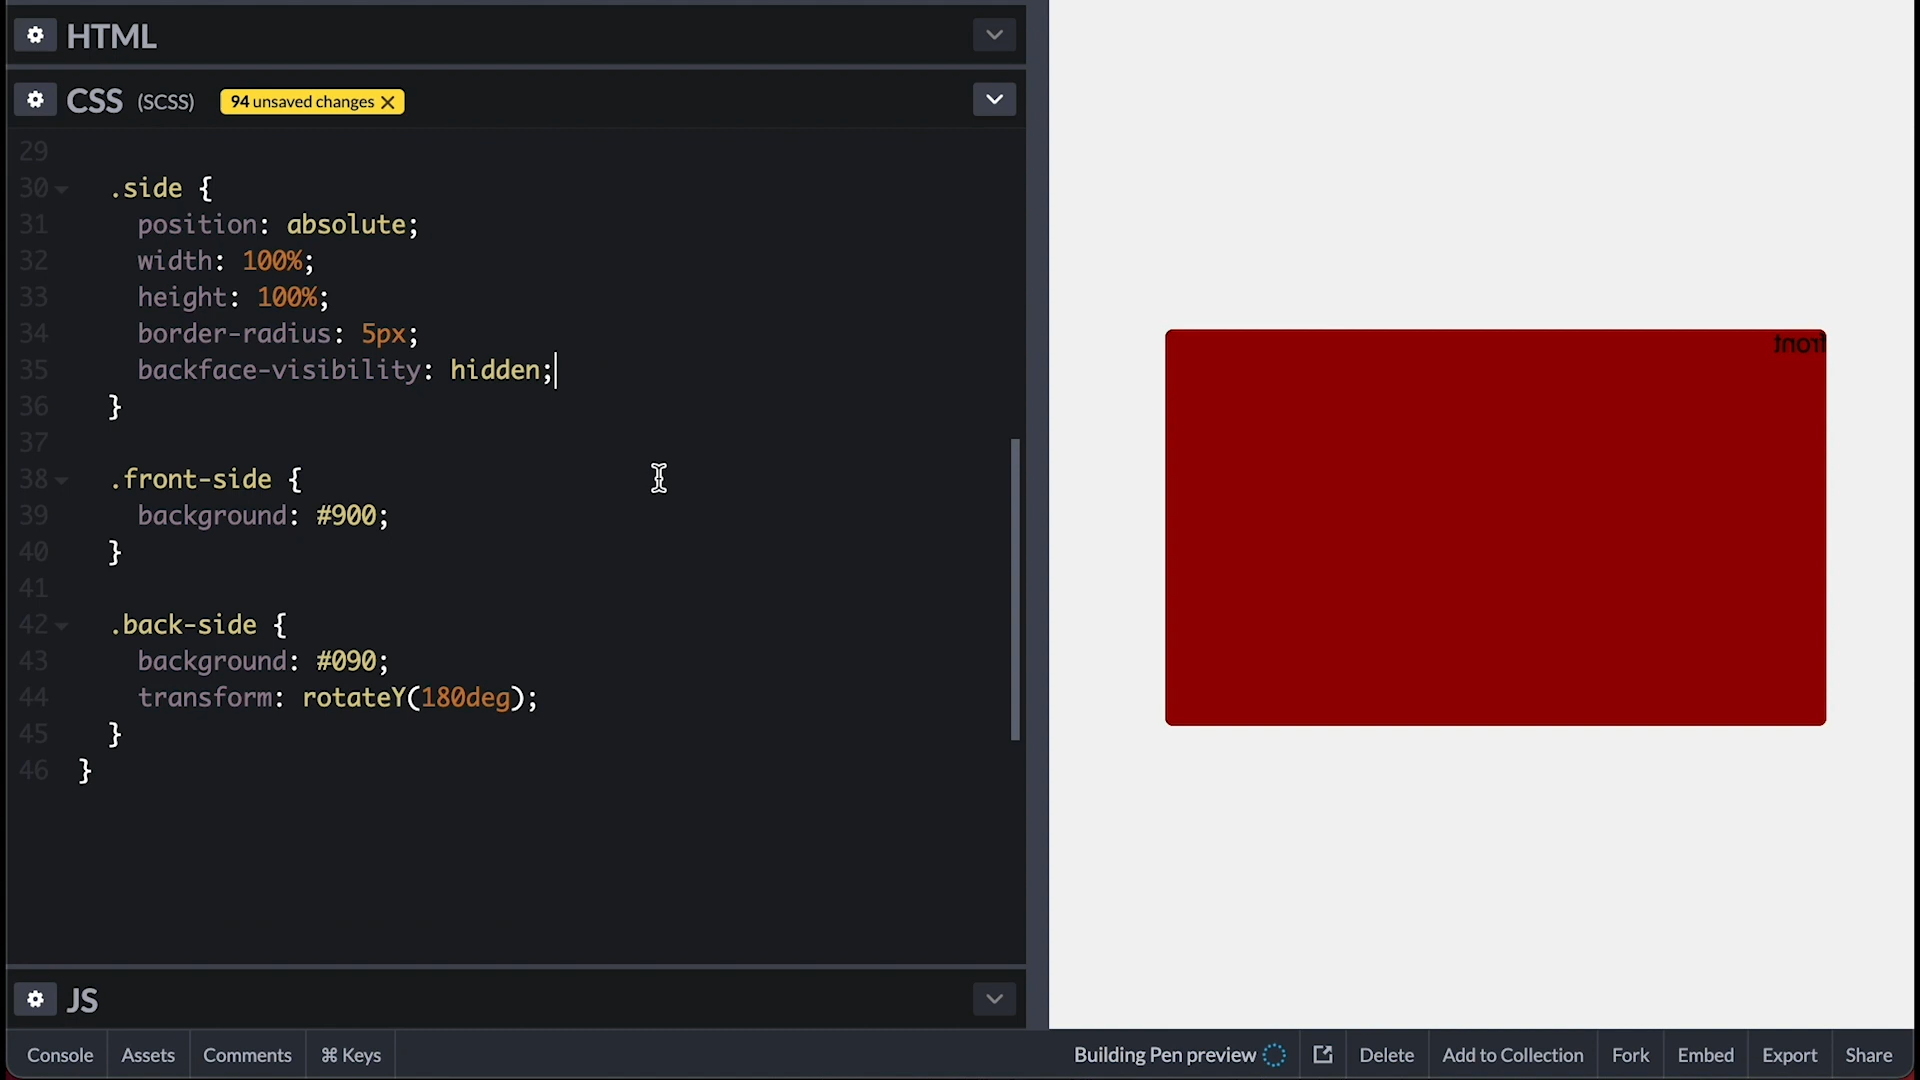 HTML
CSS (SCSS) 94 unsaved changes
29
30 .side {
31 position: absolute;
32 width: 100%;
33 height: 100%;
34 border-radius: 5px;
35 backface-visibility: hidden;
36 }
37
38 .front-side {
39 background: #900;
40 }
41
42 .back-side {
43 background: #090;
44 transform: rotateY(180deg);
45 }
46 }
front
JS
Console Assets Comments ⌘ Keys Building Pen preview Delete Add to Collection Fork Embed Export Share